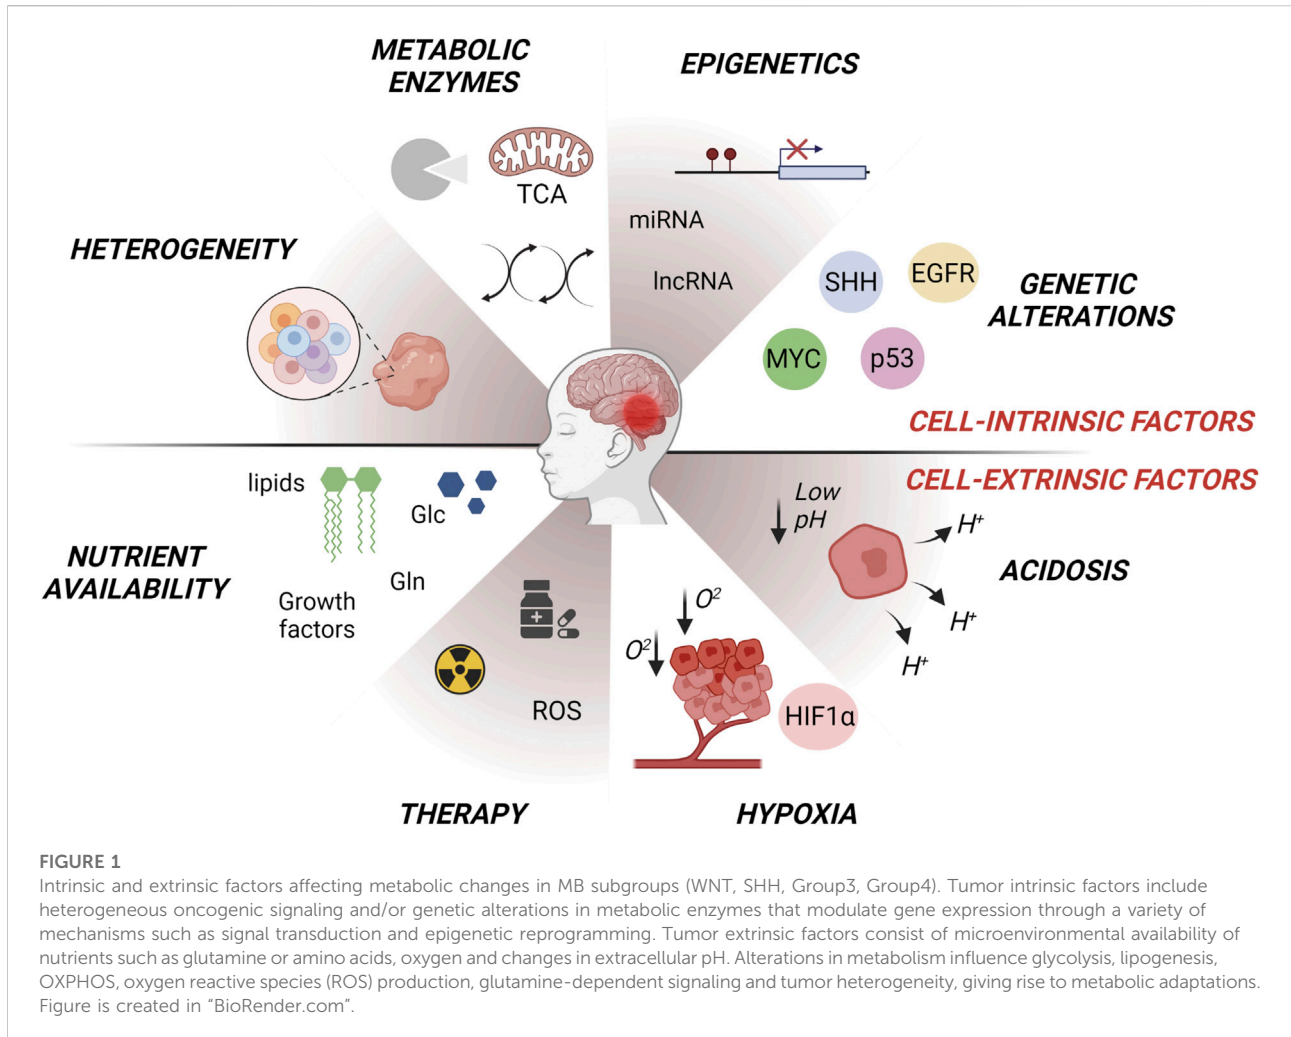 METABOLIC
ENZYMES
EPIGENETICS
TCA
miRNA
lncRNA
HETEROGENEITY
SHH
EGFR
MYC
p53
GENETIC
ALTERATIONS
CELL-INTRINSIC FACTORS
CELL-EXTRINSIC FACTORS
lipids
Glc
Gln
Growth
factors
NUTRIENT
AVAILABILITY
Low
pH
H+
H+
H+
ACIDOSIS
ROS
THERAPY
O2
O2
HIF1α
HYPOXIA
FIGURE 1
Intrinsic and extrinsic factors affecting metabolic changes in MB subgroups (WNT, SHH, Group3, Group4). Tumor intrinsic factors include
heterogeneous oncogenic signaling and/or genetic alterations in metabolic enzymes that modulate gene expression through a variety of
mechanisms such as signal transduction and epigenetic reprogramming. Tumor extrinsic factors consist of microenvironmental availability of
nutrients such as glutamine or amino acids, oxygen and changes in extracellular pH. Alterations in metabolism influence glycolysis, lipogenesis,
OXPHOS, oxygen reactive species (ROS) production, glutamine-dependent signaling and tumor heterogeneity, giving rise to metabolic adaptations.
Figure is created in “BioRender.com”.